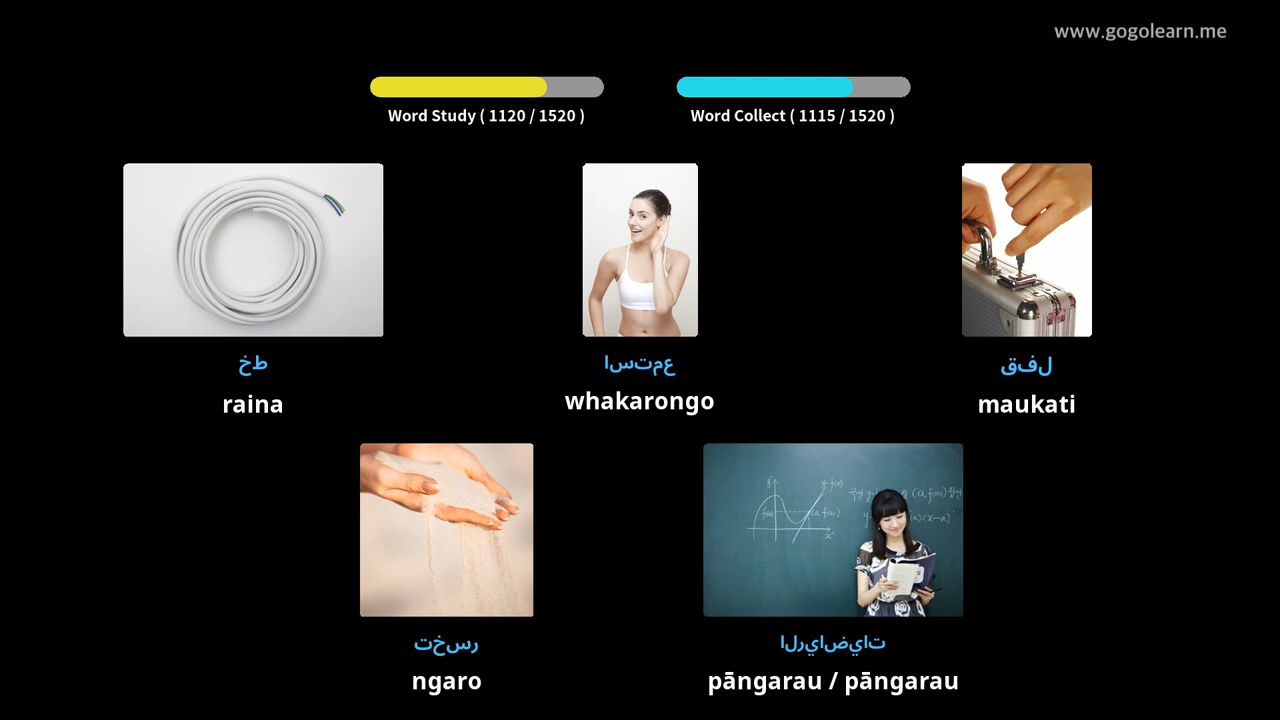 www.gogolearn.me
Word Study ( 1120 / 1520 )
Word Collect ( 1115 / 1520 )
خط
raina
استمع
whakarongo
قفل
maukati
تخسر
ngaro
y=f(x)
(a, f(a))
f(a)
الرياضيات
pāngarau / pāngarau